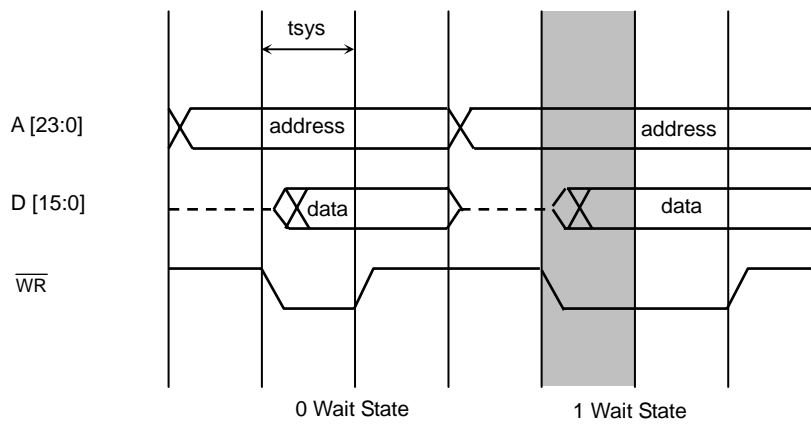 tsys
A [23:0]
address
address
D [15:0]
data
data
WR
0 Wait State
1 Wait State